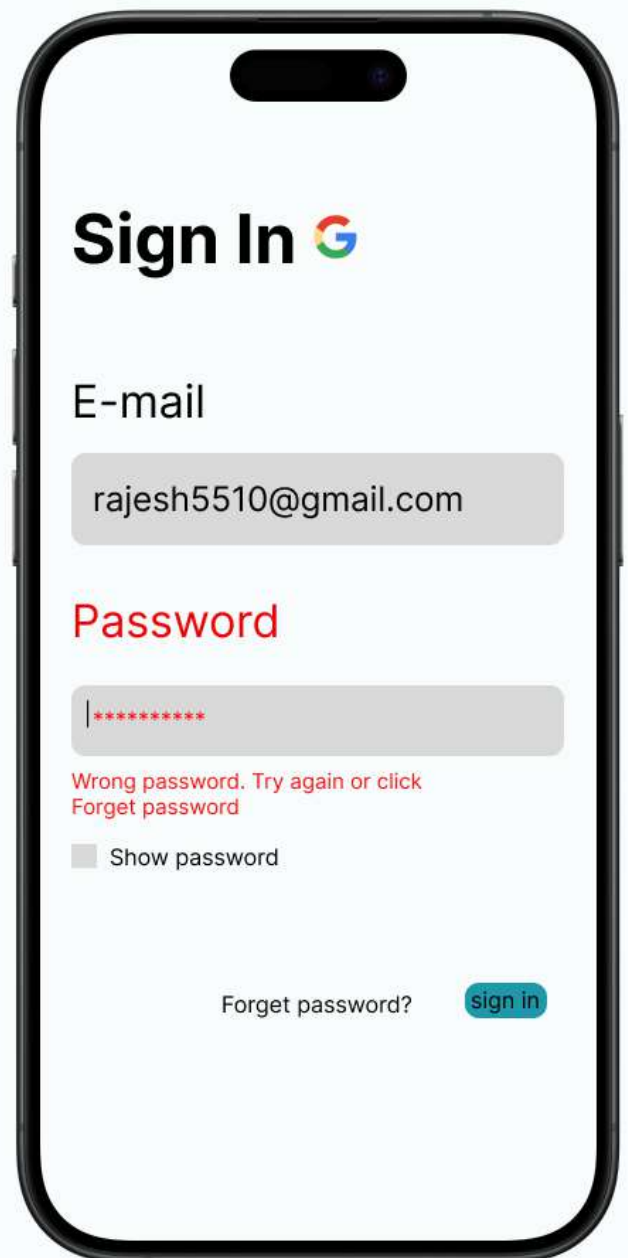 Sign In
E-mail
rajesh5510@gmail.com
Password
**********
Wrong password. Try again or click
Forget password
Show password
Forget password?
sign in